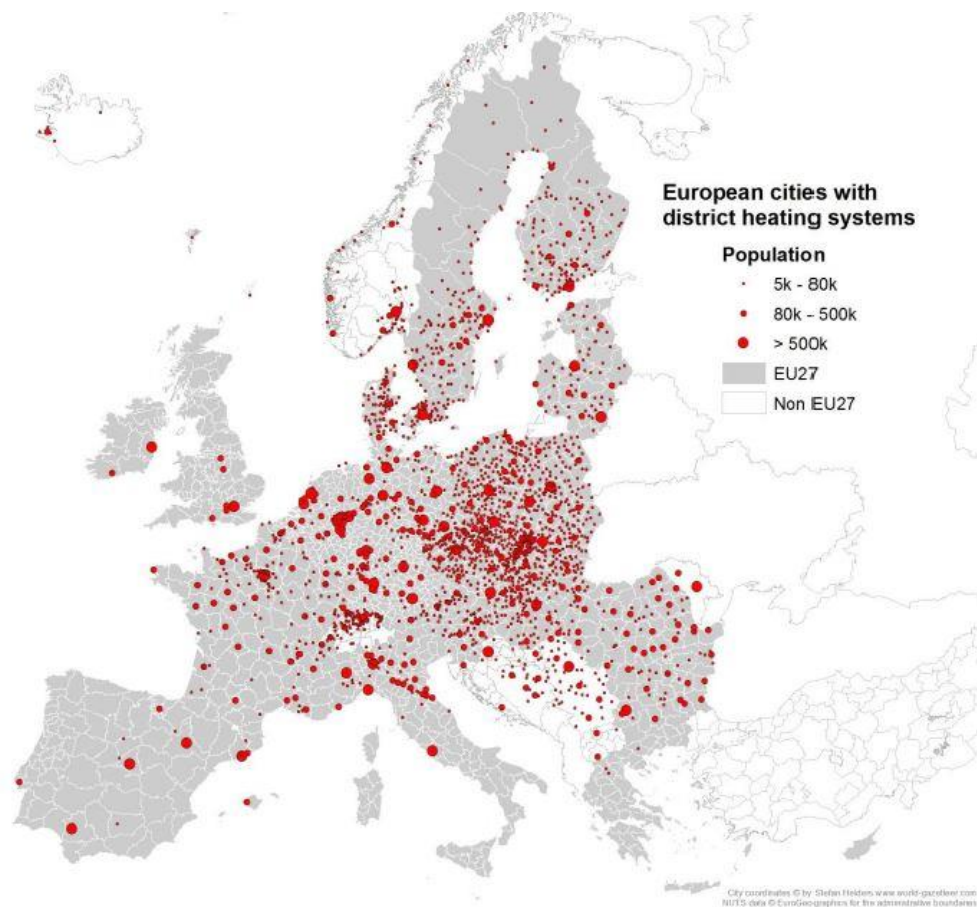 European cities with
district heating systems
Population
5k - 80k
80k - 500k
> 500k
EU27
Non EU27
City coordinates © by Stefan Helders www.world-gazetteer.com
NUTS data © EuroGeographics for the administrative boundaries